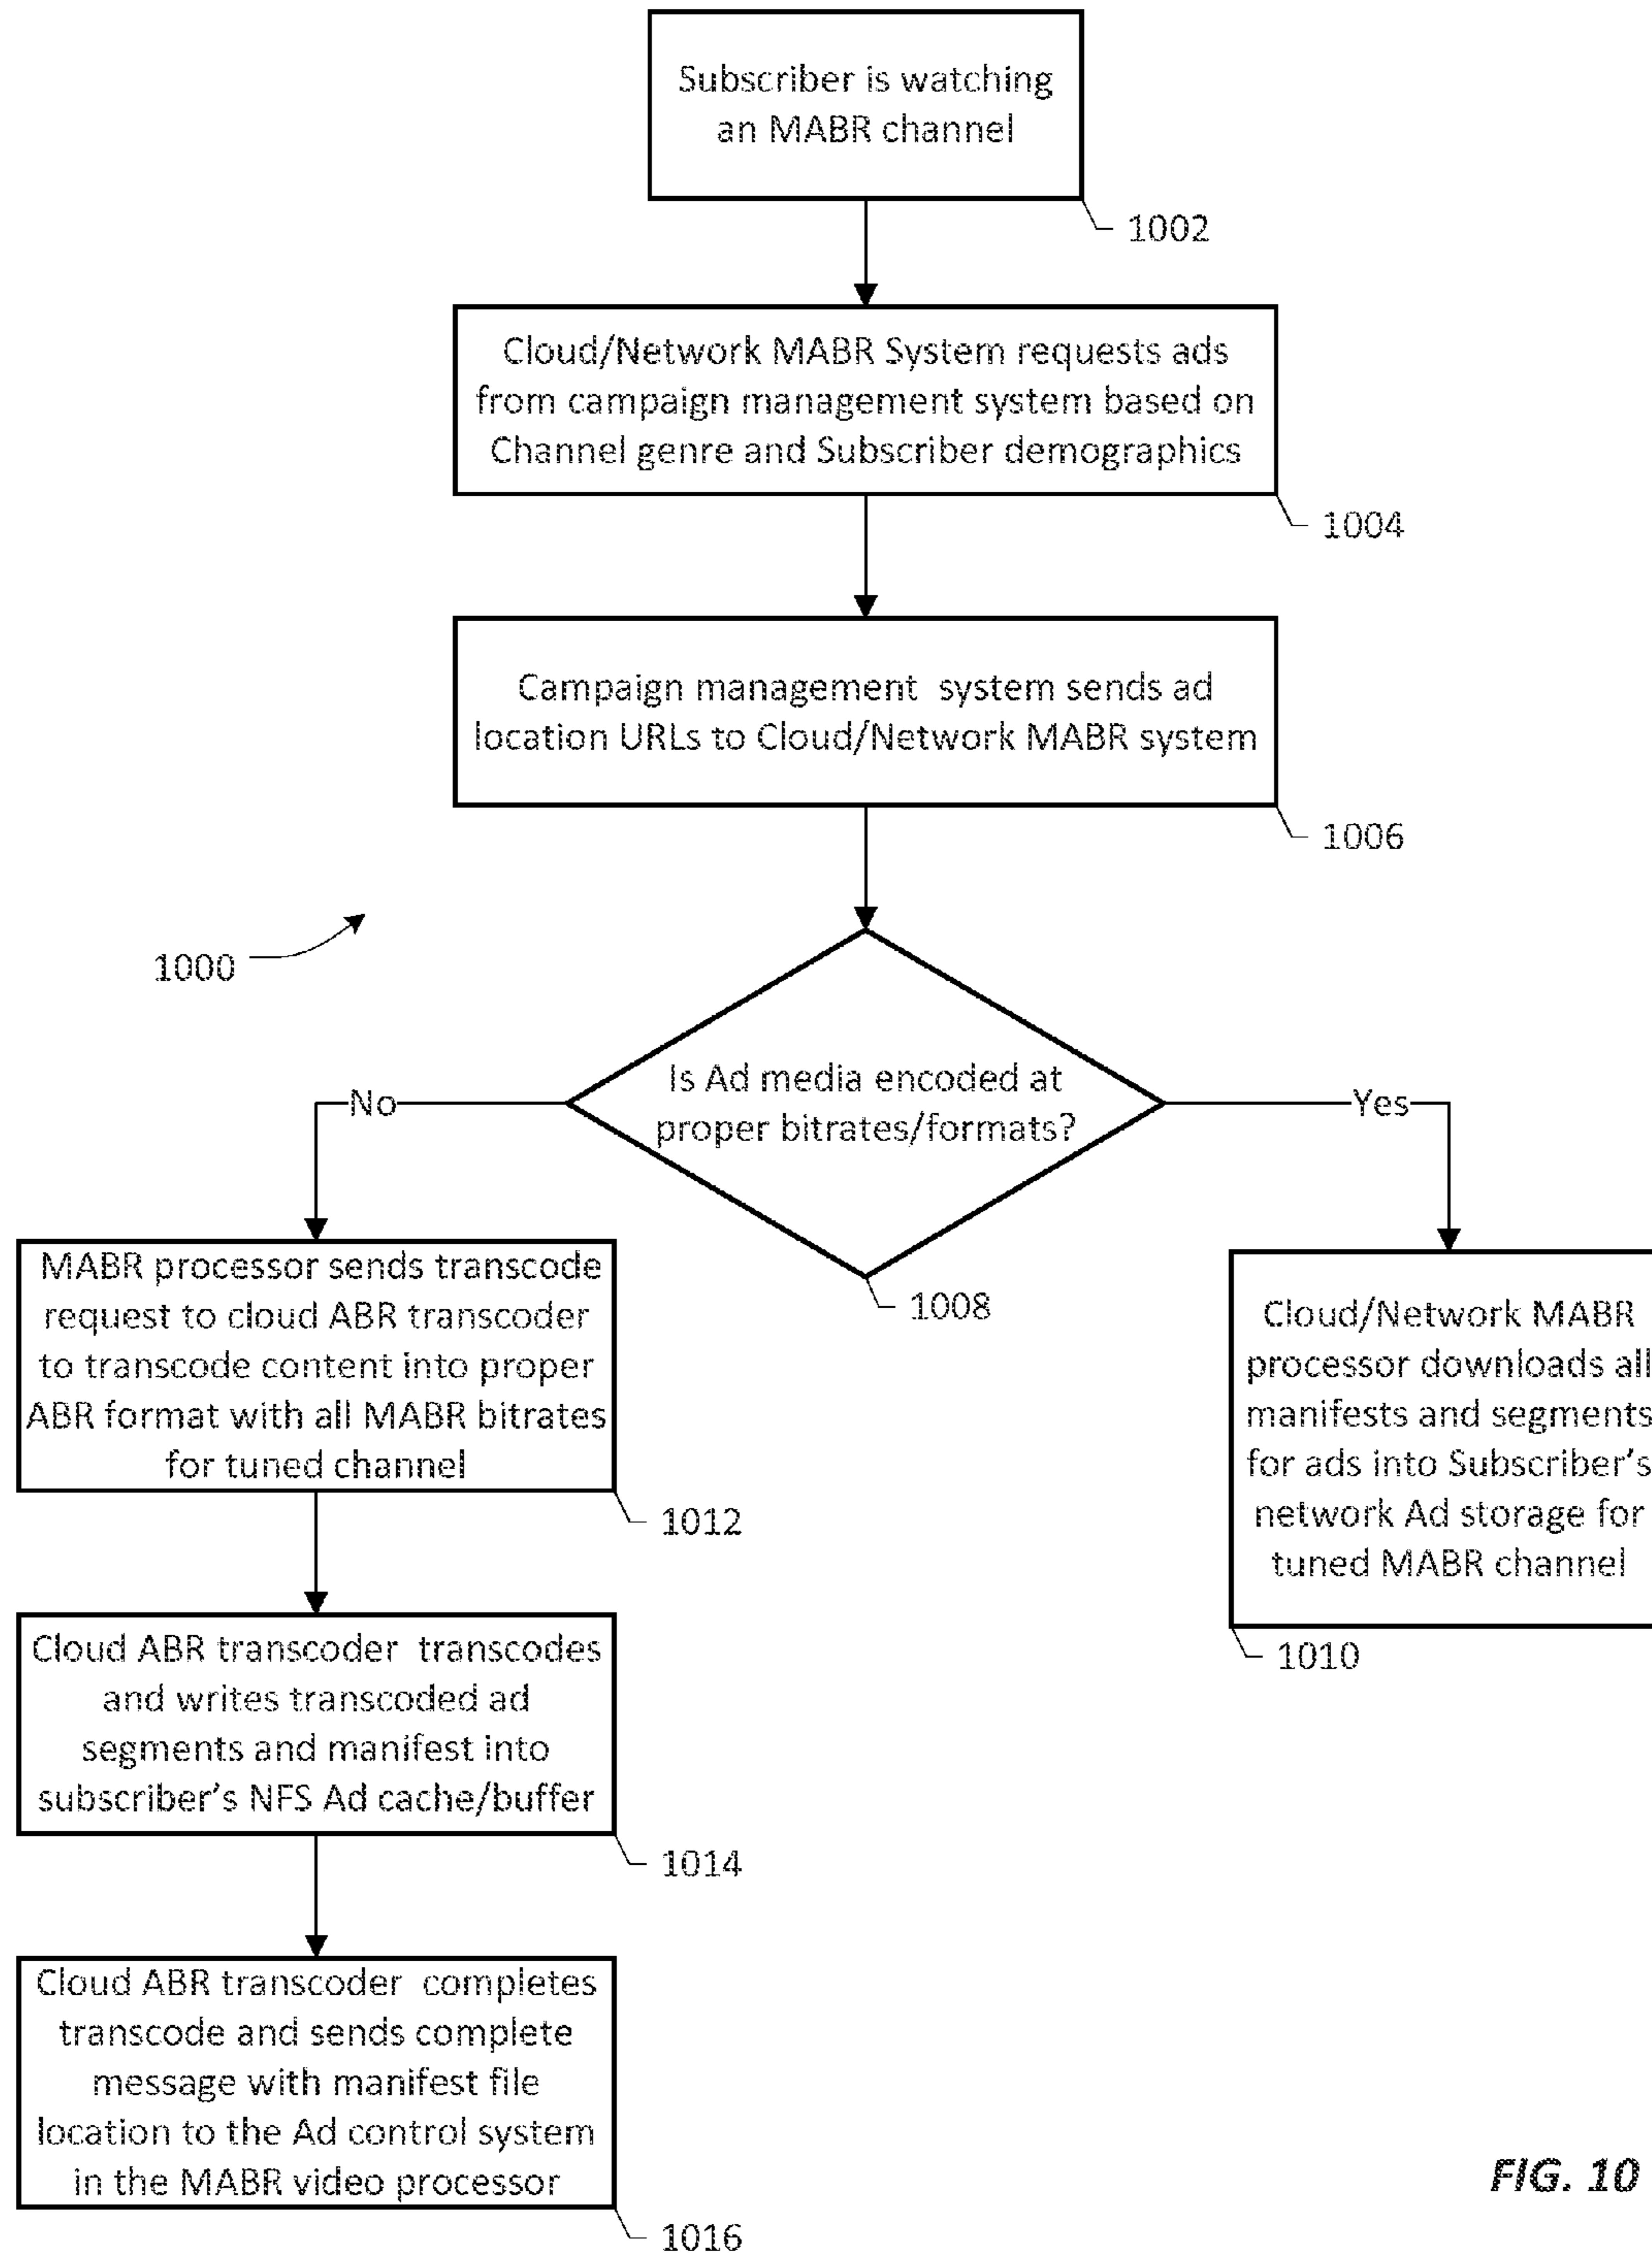 Subscriber is watching
an MABR channel
1002
Cloud/Network MABR System requests ads
from campaign management system based on
Channel genre and Subscriber demographics
1004
Campaign management system sends ad
location URLs to Cloud/Network MABR system
1006
1000
Is Ad media encoded at
proper bitrates/formats?
1008
No
Yes
MABR processor sends transcode
request to cloud ABR transcoder
to transcode content into proper
ABR format with all MABR bitrates
for tuned channel
1012
Cloud/Network MABR
processor downloads all
manifests and segments
for ads into Subscriber's
network Ad storage for
tuned MABR channel
1010
Cloud ABR transcoder transcodes
and writes transcoded ad
segments and manifest into
subscriber's NFS Ad cache/buffer
1014
Cloud ABR transcoder completes
transcode and sends complete
message with manifest file
location to the Ad control system
in the MABR video processor
1016
FIG. 10